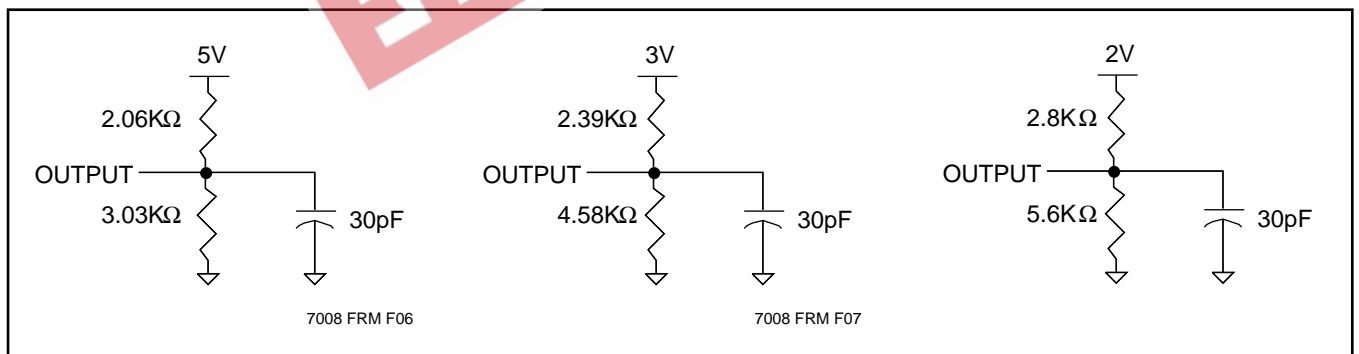 5V
2.06KΩ
OUTPUT
3.03KΩ
30pF
7008 FRM F06
3V
2.39KΩ
OUTPUT
4.58KΩ
30pF
7008 FRM F07
2V
2.8KΩ
OUTPUT
5.6KΩ
30pF